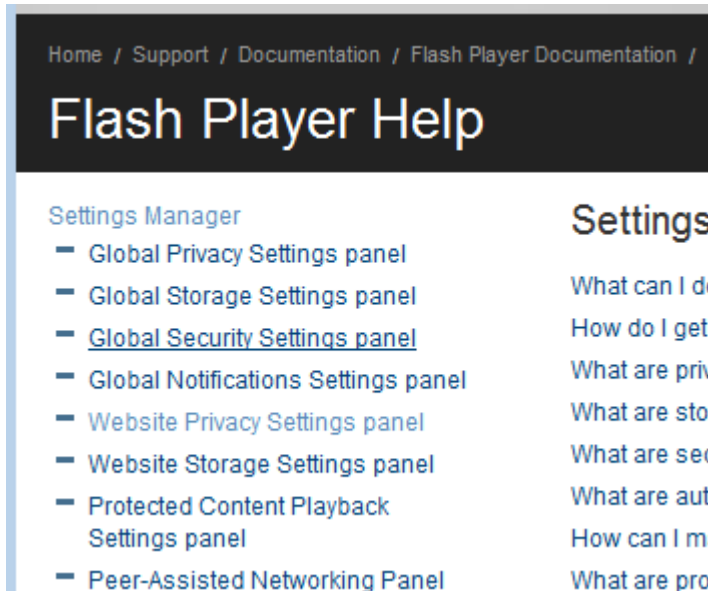 Home / Support / Documentation / Flash Player Documentation /
Flash Player Help
Settings Manager
Global Privacy Settings panel
Global Storage Settings panel
Global Security Settings panel
Global Notifications Settings panel
Website Privacy Settings panel
Website Storage Settings panel
Protected Content Playback
Settings panel
Peer-Assisted Networking Panel
Settings
What can I
How do I get
What are
What are
What are
What are
How can I
What are